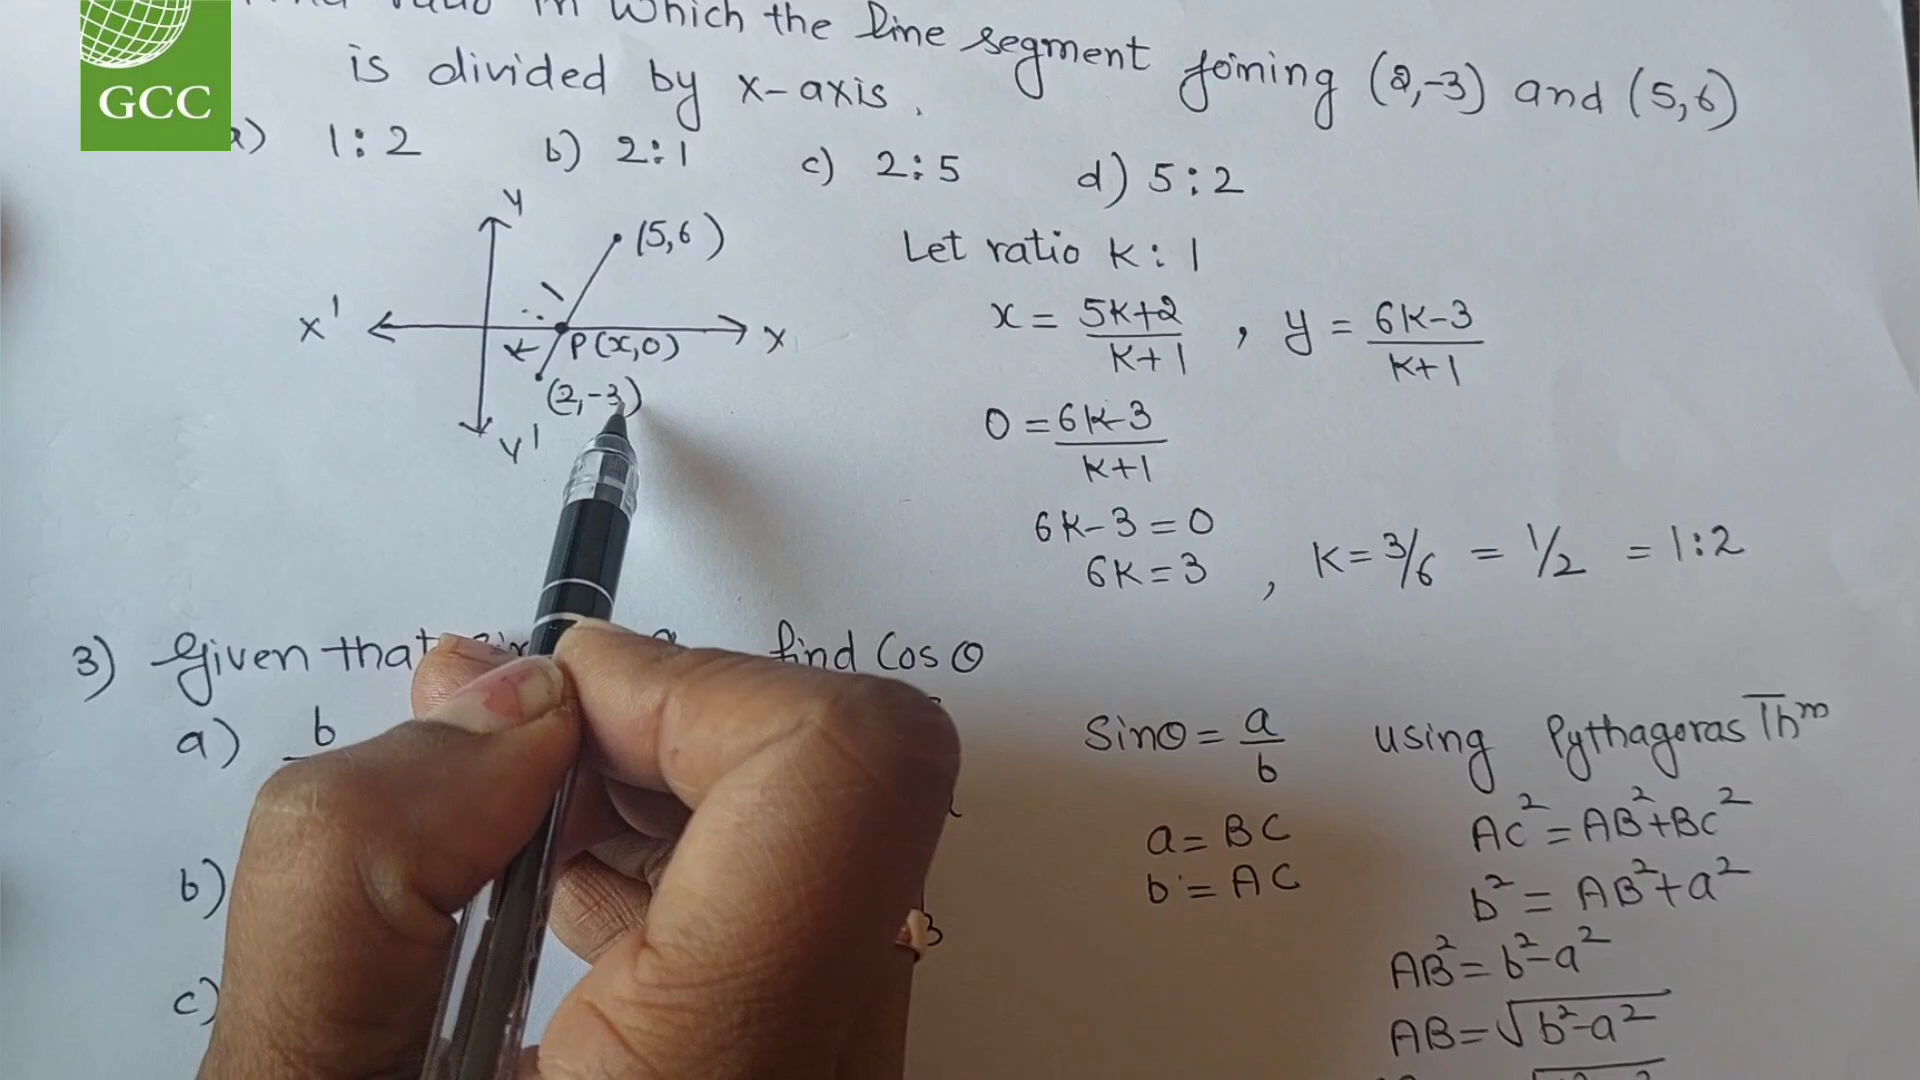 GCC
in which the line segment joining (2,-3) and (5,6)
is divided by x-axis.
a) 1:2 b) 2:1 c) 2:5 d) 5:2
Y
(5,6)
X' X
P(x,0)
(2,-3)
Y'
Let ratio K:1
x = 5K+2/K+1 , y = 6K-3/K+1
0 = 6K-3/K+1
6K-3=0
6K=3 , K=3/6 = 1/2 = 1:2
3) Given that find Cos θ
a) b
b)
c)
Sinθ = a/b
a = BC
b = AC
using Pythagoras Thm
AC² = AB²+BC²
b² = AB²+a²
AB² = b²-a²
AB = √b²-a²